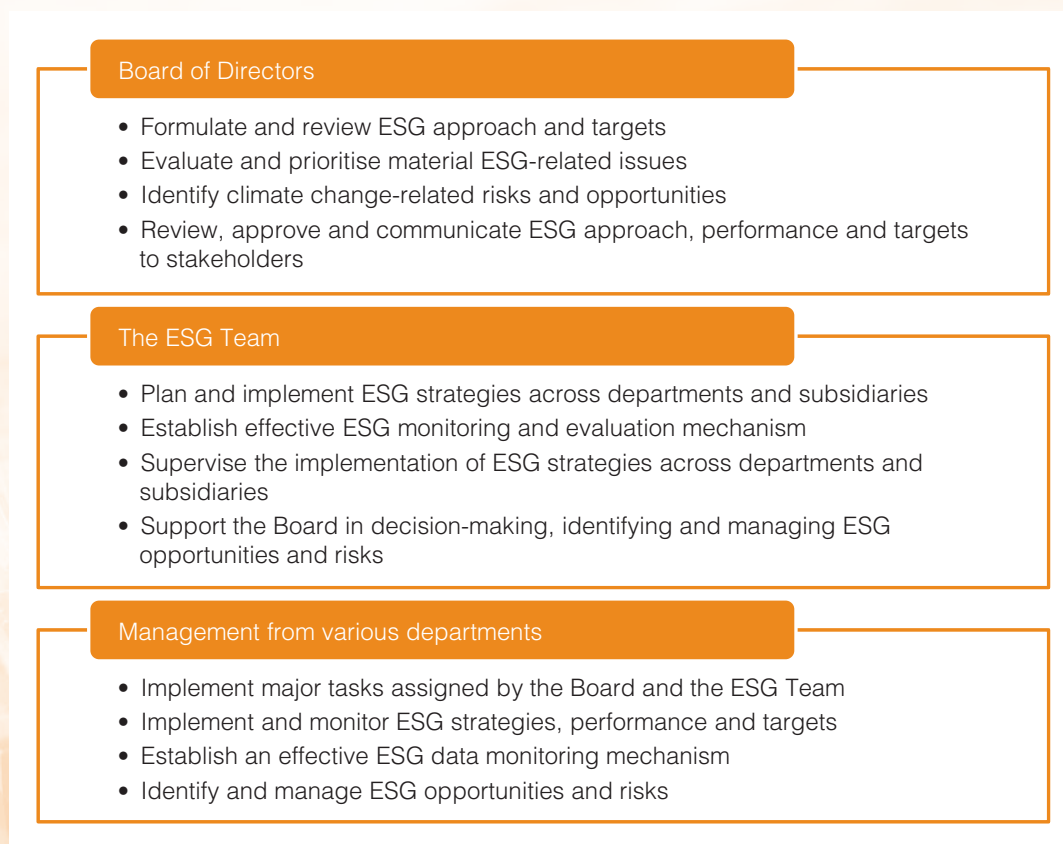 Board of Directors
• Formulate and review ESG approach and targets
• Evaluate and prioritise material ESG-related issues
• Identify climate change-related risks and opportunities
• Review, approve and communicate ESG approach, performance and targets
to stakeholders
The ESG Team
• Plan and implement ESG strategies across departments and subsidiaries
• Establish effective ESG monitoring and evaluation mechanism
• Supervise the implementation of ESG strategies across departments and
subsidiaries
• Support the Board in decision-making, identifying and managing ESG
opportunities and risks
Management from various departments
• Implement major tasks assigned by the Board and the ESG Team
• Implement and monitor ESG strategies, performance and targets
• Establish an effective ESG data monitoring mechanism
• Identify and manage ESG opportunities and risks